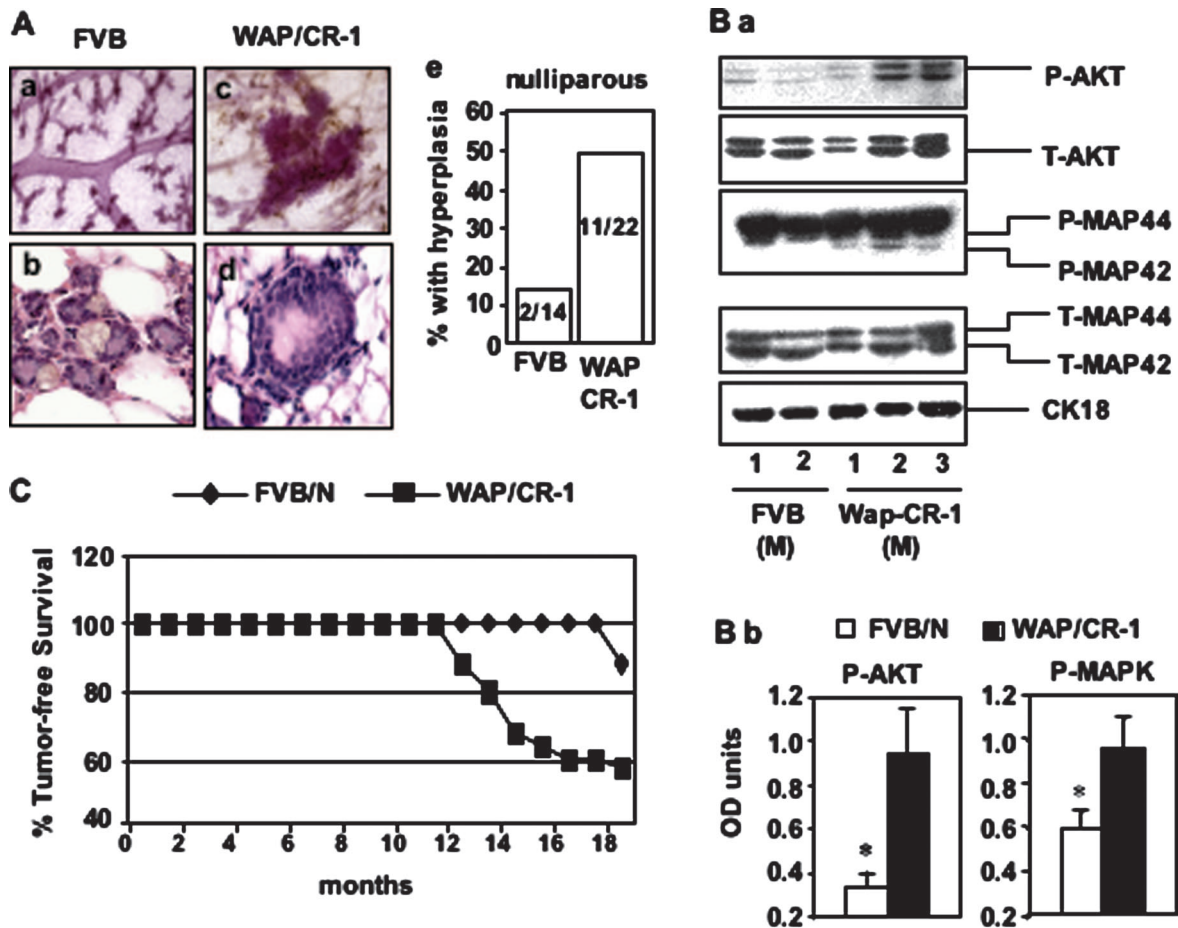 A
FVB
WAP/CR-1
a
c
b
d
e
nulliparous
% with hyperplasia
60
50
40
30
20
10
0
2/14
11/22
FVB
WAP
CR-1
B a
P-AKT
T-AKT
P-MAP44
P-MAP42
T-MAP44
T-MAP42
CK18
1 2 1 2 3
FVB
(M)
Wap-CR-1
(M)
C
FVB/N
WAP/CR-1
% Tumor-free Survival
120
100
80
60
40
0 2 4 6 8 10 12 14 16 18
months
B b
FVB/N
WAP/CR-1
P-AKT
P-MAPK
OD units
1.2
1.0
0.8
0.6
0.4
0.2
*
1.2
1.0
0.8
0.6
0.4
0.2
*